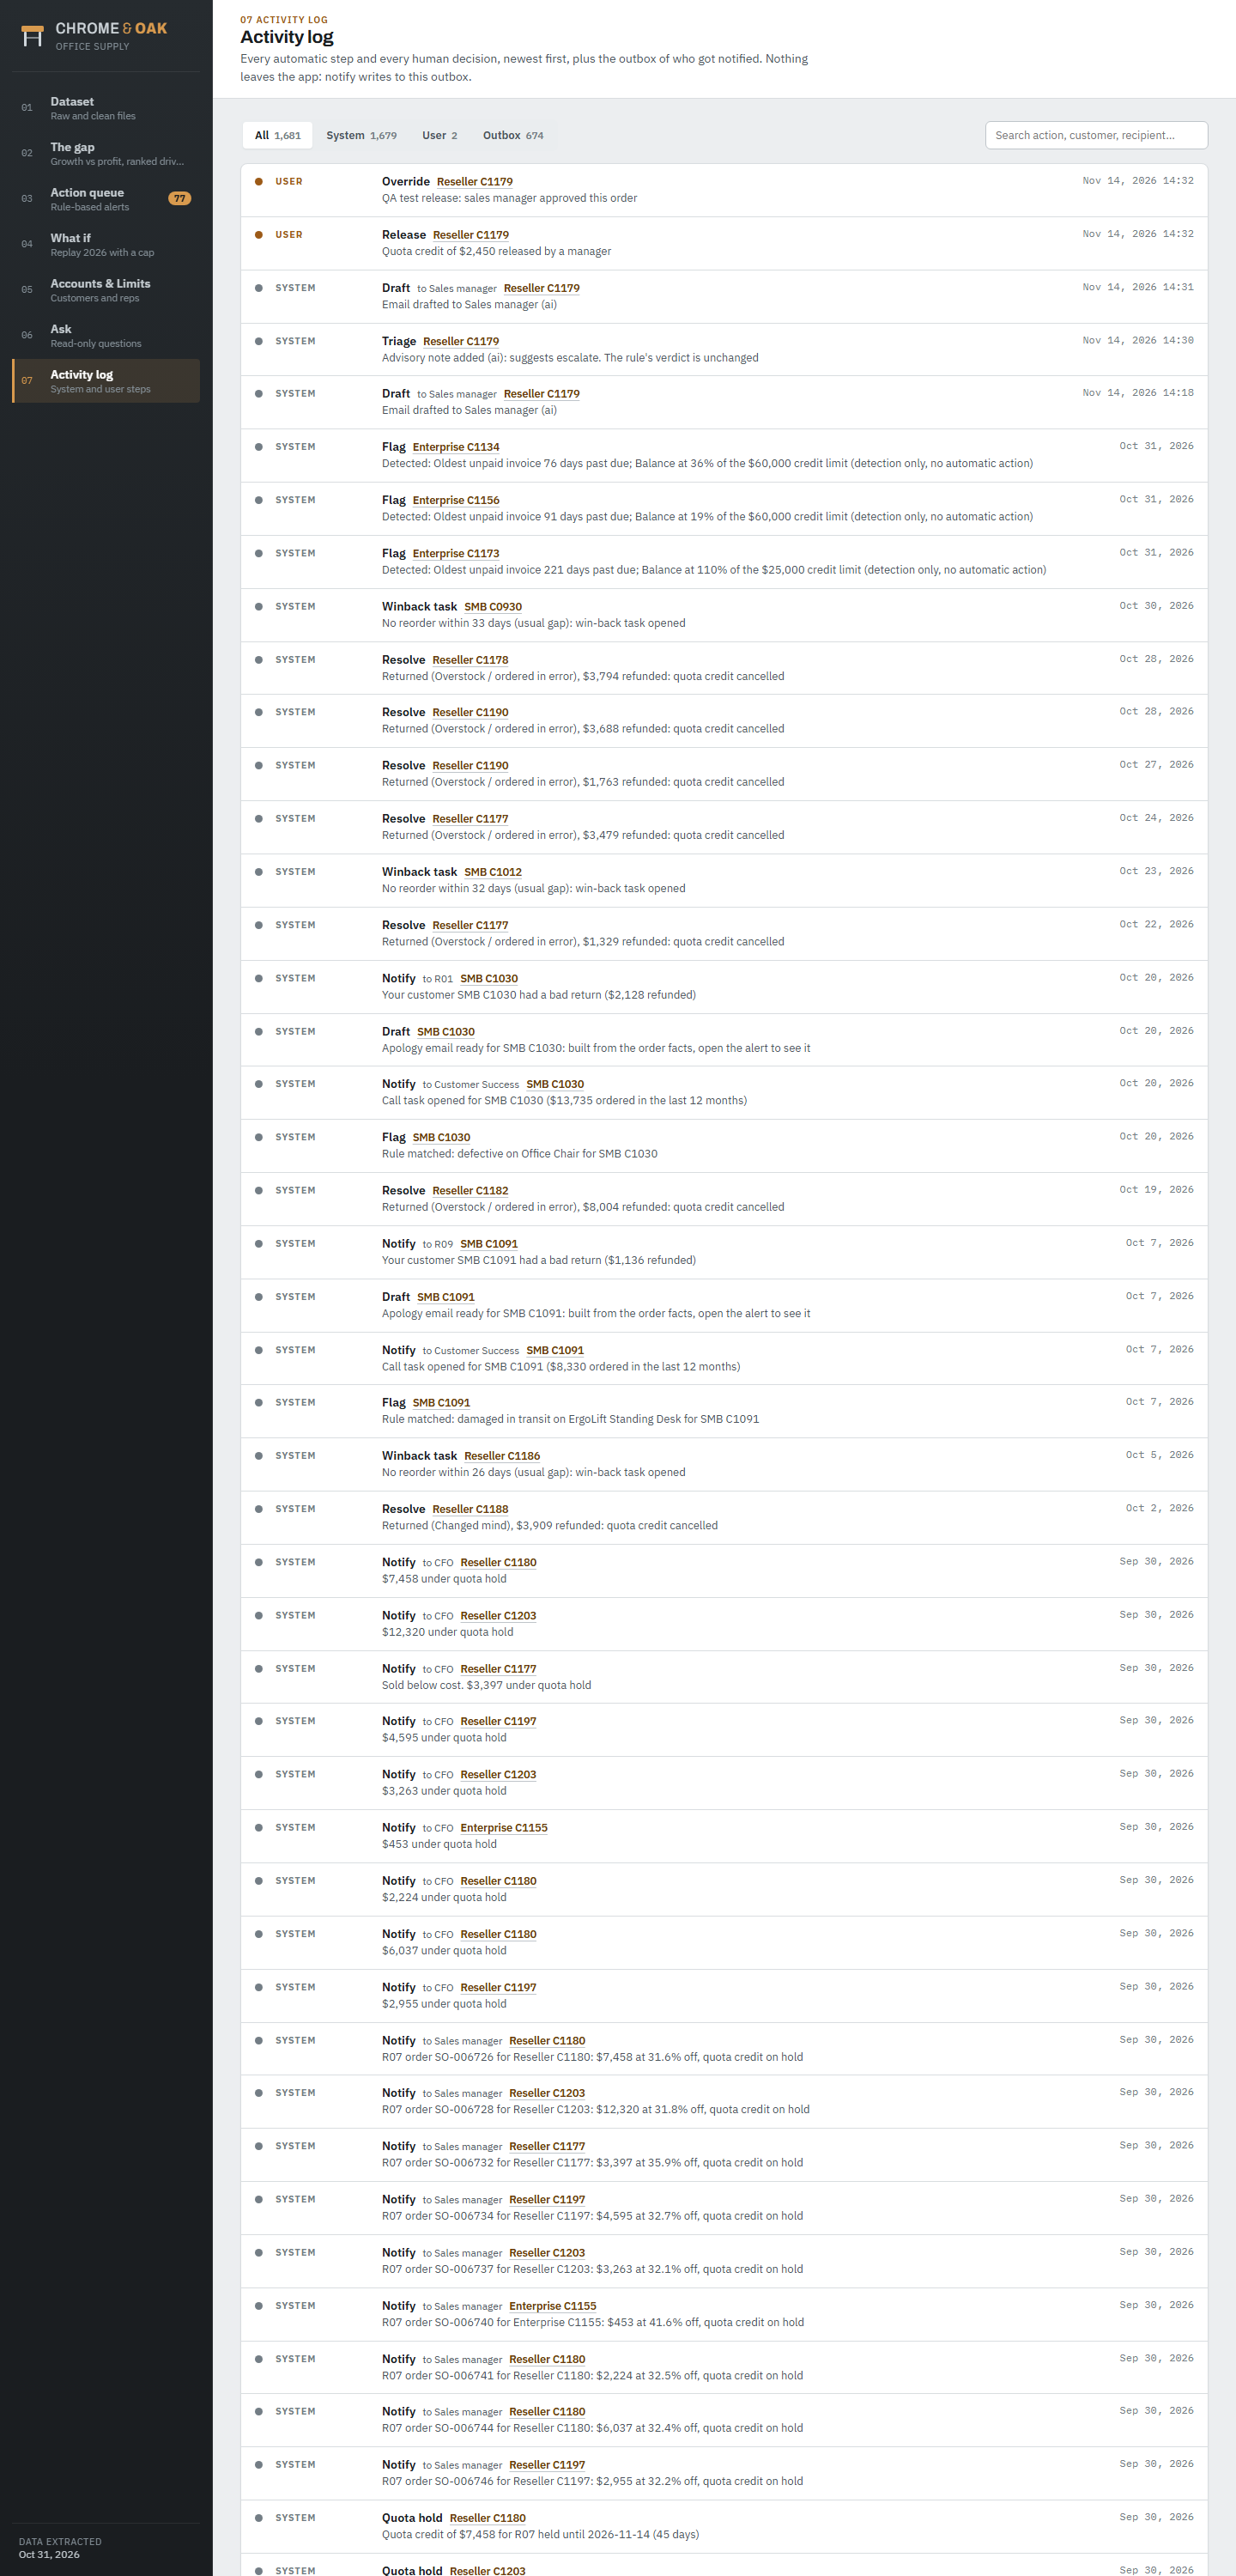 CHROME & OAK
OFFICE SUPPLY
01 Dataset
Raw and clean files
02 The gap
Growth vs profit, ranked driv...
03 Action queue 77
Rule-based alerts
04 What if
Replay 2026 with a cap
05 Accounts & Limits
Customers and reps
06 Ask
Read-only questions
07 Activity log
System and user steps
DATA EXTRACTED
Oct 31, 2026
07 ACTIVITY LOG
Activity log
Every automatic step and every human decision, newest first, plus the outbox of who got notified. Nothing
leaves the app: notify writes to this outbox.
All 1,681 System 1,679 User 2 Outbox 674 Search action, customer, recipient...
USER Override Reseller C1179 Nov 14, 2026 14:32
QA test release: sales manager approved this order
USER Release Reseller C1179 Nov 14, 2026 14:32
Quota credit of $2,450 released by a manager
SYSTEM Draft to Sales manager Reseller C1179 Nov 14, 2026 14:31
Email drafted to Sales manager (ai)
SYSTEM Triage Reseller C1179 Nov 14, 2026 14:30
Advisory note added (ai): suggests escalate. The rule's verdict is unchanged
SYSTEM Draft to Sales manager Reseller C1179 Nov 14, 2026 14:18
Email drafted to Sales manager (ai)
SYSTEM Flag Enterprise C1134 Oct 31, 2026
Detected: Oldest unpaid invoice 76 days past due; Balance at 36% of the $60,000 credit limit (detection only, no automatic action)
SYSTEM Flag Enterprise C1156 Oct 31, 2026
Detected: Oldest unpaid invoice 91 days past due; Balance at 19% of the $60,000 credit limit (detection only, no automatic action)
SYSTEM Flag Enterprise C1173 Oct 31, 2026
Detected: Oldest unpaid invoice 221 days past due; Balance at 110% of the $25,000 credit limit (detection only, no automatic action)
SYSTEM Winback task SMB C0930 Oct 30, 2026
No reorder within 33 days (usual gap): win-back task opened
SYSTEM Resolve Reseller C1178 Oct 28, 2026
Returned (Overstock / ordered in error), $3,794 refunded: quota credit cancelled
SYSTEM Resolve Reseller C1190 Oct 28, 2026
Returned (Overstock / ordered in error), $3,688 refunded: quota credit cancelled
SYSTEM Resolve Reseller C1190 Oct 27, 2026
Returned (Overstock / ordered in error), $1,763 refunded: quota credit cancelled
SYSTEM Resolve Reseller C1177 Oct 24, 2026
Returned (Overstock / ordered in error), $3,479 refunded: quota credit cancelled
SYSTEM Winback task SMB C1012 Oct 23, 2026
No reorder within 32 days (usual gap): win-back task opened
SYSTEM Resolve Reseller C1177 Oct 22, 2026
Returned (Overstock / ordered in error), $1,329 refunded: quota credit cancelled
SYSTEM Notify to R01 SMB C1030 Oct 20, 2026
Your customer SMB C1030 had a bad return ($2,128 refunded)
SYSTEM Draft SMB C1030 Oct 20, 2026
Apology email ready for SMB C1030: built from the order facts, open the alert to see it
SYSTEM Notify to Customer Success SMB C1030 Oct 20, 2026
Call task opened for SMB C1030 ($13,735 ordered in the last 12 months)
SYSTEM Flag SMB C1030 Oct 20, 2026
Rule matched: defective on Office Chair for SMB C1030
SYSTEM Resolve Reseller C1182 Oct 19, 2026
Returned (Overstock / ordered in error), $8,004 refunded: quota credit cancelled
SYSTEM Notify to R09 SMB C1091 Oct 7, 2026
Your customer SMB C1091 had a bad return ($1,136 refunded)
SYSTEM Draft SMB C1091 Oct 7, 2026
Apology email ready for SMB C1091: built from the order facts, open the alert to see it
SYSTEM Notify to Customer Success SMB C1091 Oct 7, 2026
Call task opened for SMB C1091 ($8,330 ordered in the last 12 months)
SYSTEM Flag SMB C1091 Oct 7, 2026
Rule matched: damaged in transit on ErgoLift Standing Desk for SMB C1091
SYSTEM Winback task Reseller C1186 Oct 5, 2026
No reorder within 26 days (usual gap): win-back task opened
SYSTEM Resolve Reseller C1188 Oct 2, 2026
Returned (Changed mind), $3,909 refunded: quota credit cancelled
SYSTEM Notify to CFO Reseller C1180 Sep 30, 2026
$7,458 under quota hold
SYSTEM Notify to CFO Reseller C1203 Sep 30, 2026
$12,320 under quota hold
SYSTEM Notify to CFO Reseller C1177 Sep 30, 2026
Sold below cost. $3,397 under quota hold
SYSTEM Notify to CFO Reseller C1197 Sep 30, 2026
$4,595 under quota hold
SYSTEM Notify to CFO Reseller C1203 Sep 30, 2026
$3,263 under quota hold
SYSTEM Notify to CFO Enterprise C1155 Sep 30, 2026
$453 under quota hold
SYSTEM Notify to CFO Reseller C1180 Sep 30, 2026
$2,224 under quota hold
SYSTEM Notify to CFO Reseller C1180 Sep 30, 2026
$6,037 under quota hold
SYSTEM Notify to CFO Reseller C1197 Sep 30, 2026
$2,955 under quota hold
SYSTEM Notify to Sales manager Reseller C1180 Sep 30, 2026
R07 order SO-006726 for Reseller C1180: $7,458 at 31.6% off, quota credit on hold
SYSTEM Notify to Sales manager Reseller C1203 Sep 30, 2026
R07 order SO-006728 for Reseller C1203: $12,320 at 31.8% off, quota credit on hold
SYSTEM Notify to Sales manager Reseller C1177 Sep 30, 2026
R07 order SO-006732 for Reseller C1177: $3,397 at 35.9% off, quota credit on hold
SYSTEM Notify to Sales manager Reseller C1197 Sep 30, 2026
R07 order SO-006734 for Reseller C1197: $4,595 at 32.7% off, quota credit on hold
SYSTEM Notify to Sales manager Reseller C1203 Sep 30, 2026
R07 order SO-006737 for Reseller C1203: $3,263 at 32.1% off, quota credit on hold
SYSTEM Notify to Sales manager Enterprise C1155 Sep 30, 2026
R07 order SO-006740 for Enterprise C1155: $453 at 41.6% off, quota credit on hold
SYSTEM Notify to Sales manager Reseller C1180 Sep 30, 2026
R07 order SO-006741 for Reseller C1180: $2,224 at 32.5% off, quota credit on hold
SYSTEM Notify to Sales manager Reseller C1180 Sep 30, 2026
R07 order SO-006744 for Reseller C1180: $6,037 at 32.4% off, quota credit on hold
SYSTEM Notify to Sales manager Reseller C1197 Sep 30, 2026
R07 order SO-006746 for Reseller C1197: $2,955 at 32.2% off, quota credit on hold
SYSTEM Quota hold Reseller C1180 Sep 30, 2026
Quota credit of $7,458 for R07 held until 2026-11-14 (45 days)
SYSTEM Quota hold Reseller C1203 Sep 30, 2026